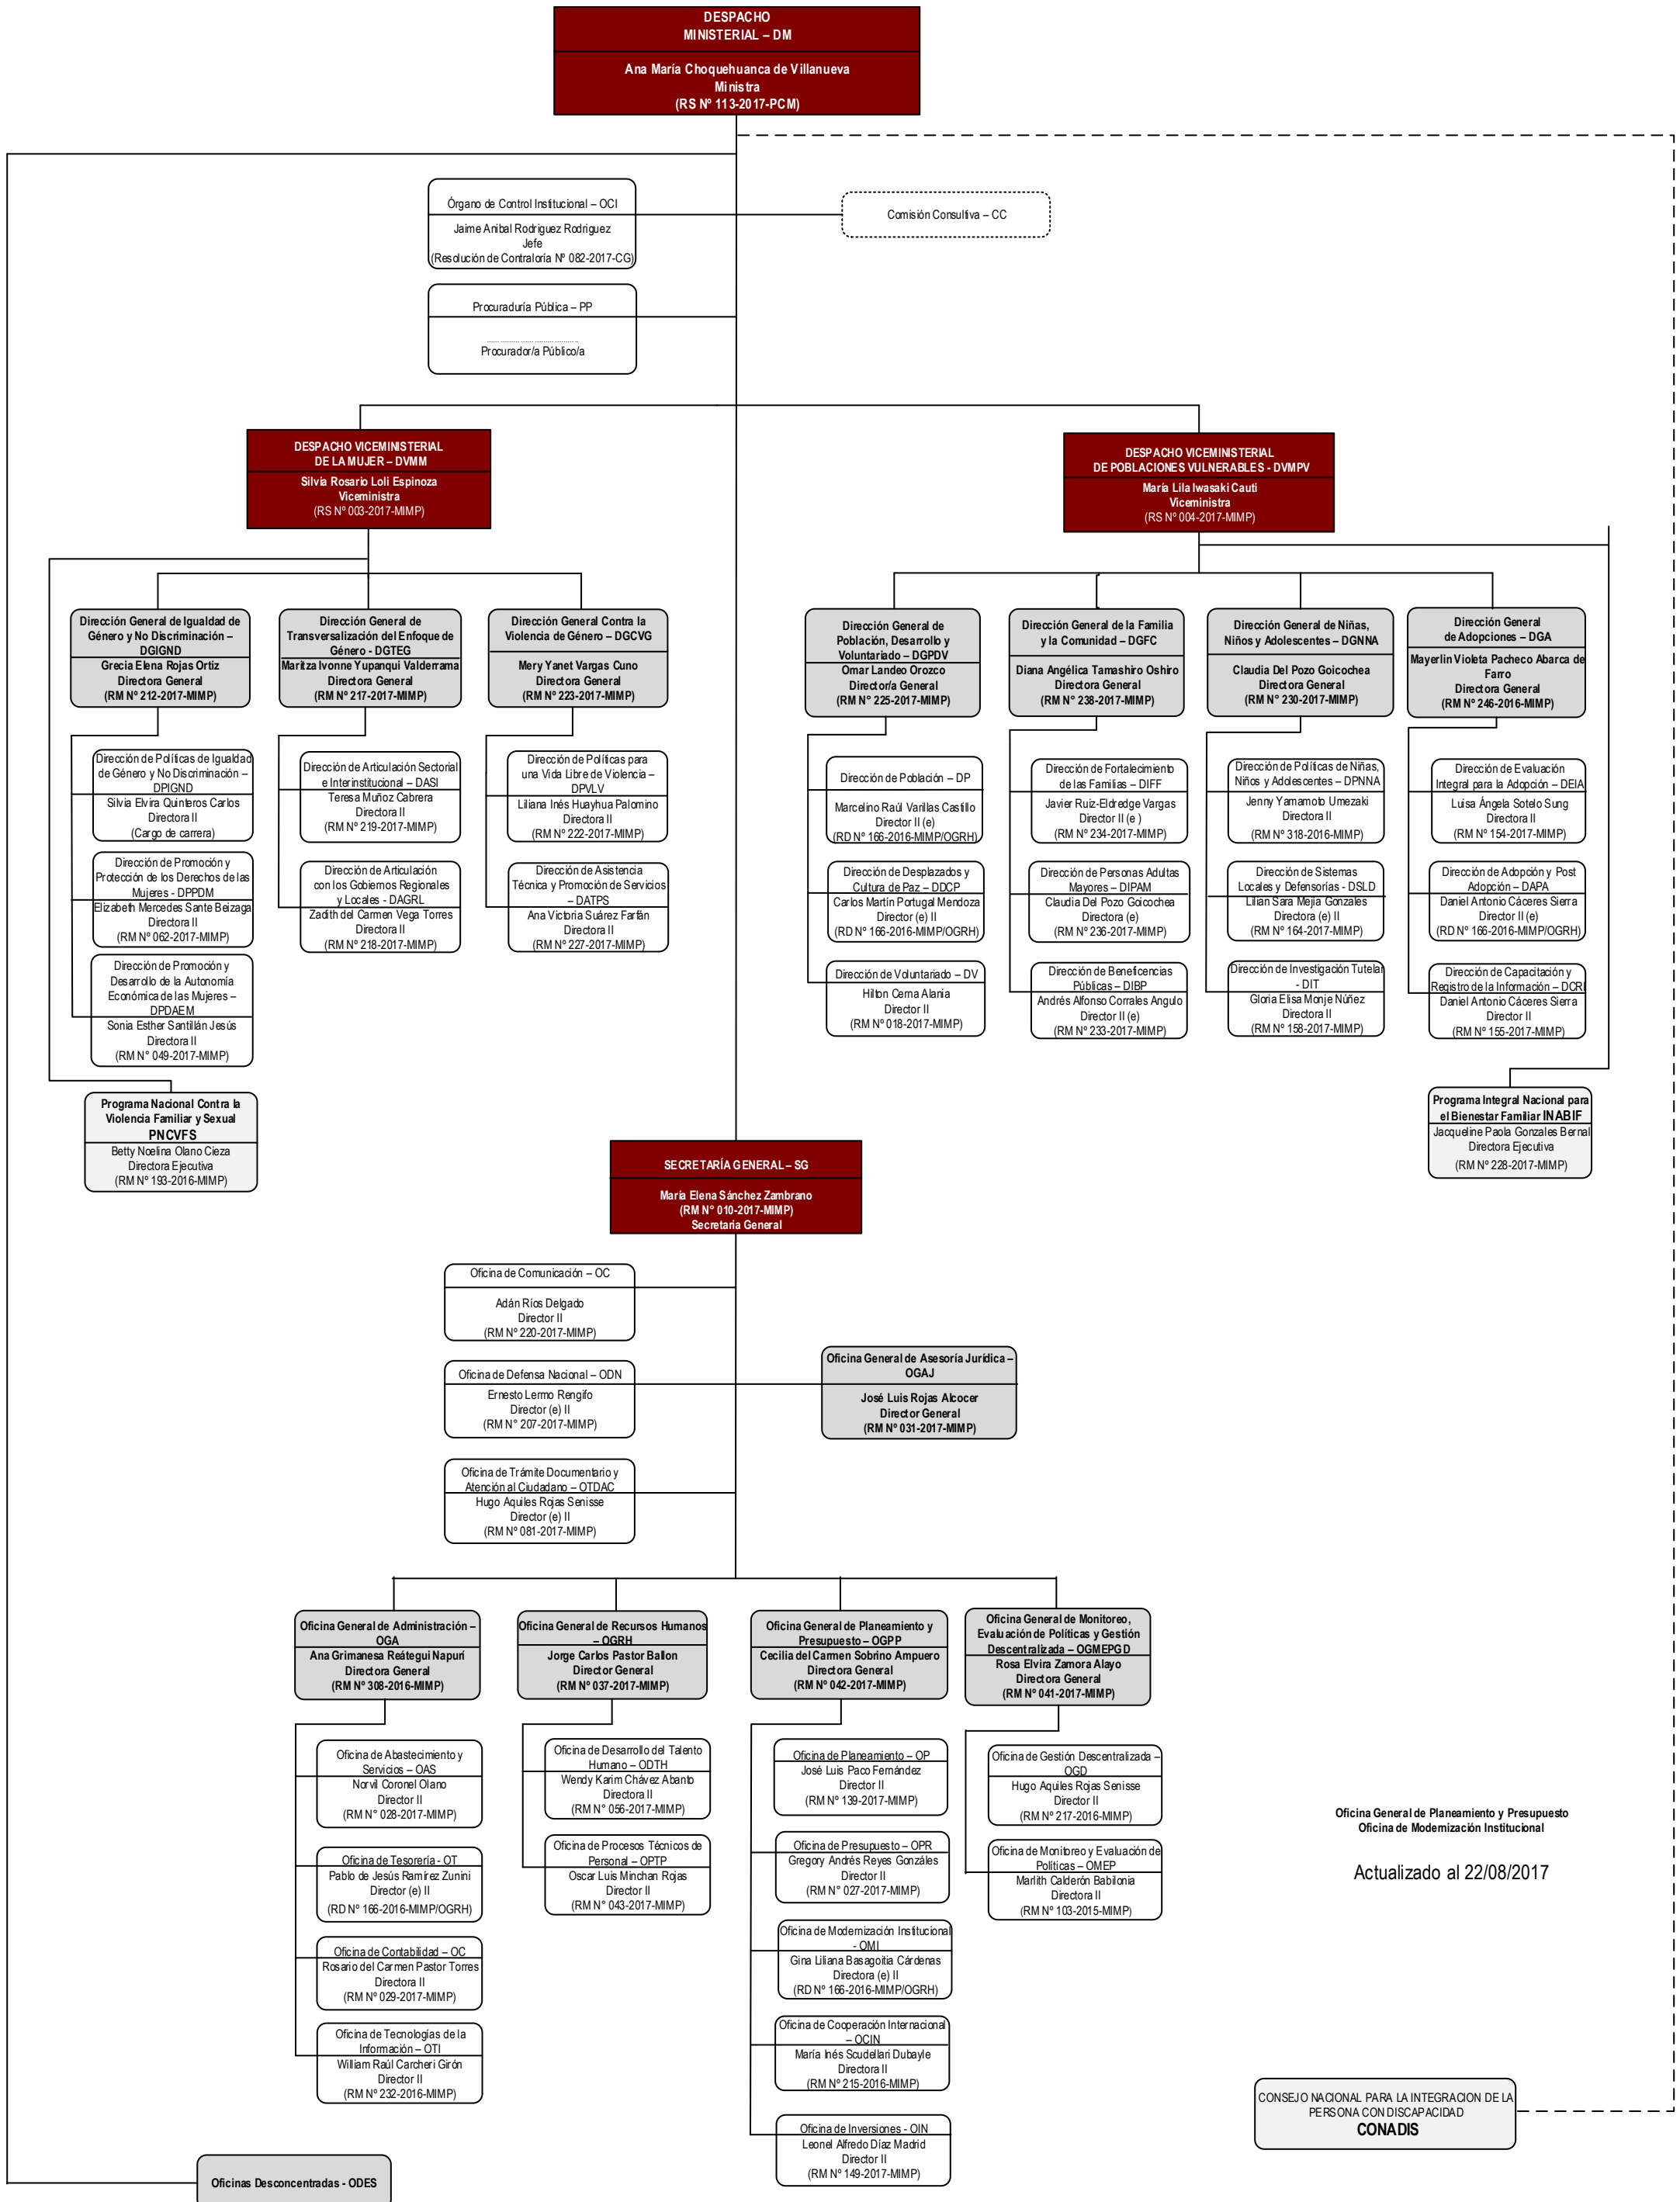 DESPACHO
MINISTERIAL – DM
Ana María Choquehuanca de Villanueva
Ministra
(RS Nº 113-2017-PCM)
Órgano de Control Institucional – OCI
Jaime Anibal Rodriguez Rodriguez
Jefe
(Resolución de Contraloría Nº 082-2017-CG)
Comisión Consultiva – CC
Procuraduría Pública – PP
Procurador/a Público/a
DESPACHO VICEMINISTERIAL
DE LA MUJER – DVMM
Silvia Rosario Loli Espinoza
Viceministra
(RS Nº 003-2017-MIMP)
DESPACHO VICEMINISTERIAL
DE POBLACIONES VULNERABLES - DVMPV
María Lila Iwasaki Cauti
Viceministra
(RS Nº 004-2017-MIMP)
Dirección General de Igualdad de
Género y No Discriminación –
DGIGND
Grecia Elena Rojas Ortiz
Directora General
(RM Nº 212-2017-MIMP)
Dirección General de
Transversalización del Enfoque de
Género - DGTEG
Maritza Ivonne Yupanqui Valderrama
Directora General
(RM Nº 217-2017-MIMP)
Dirección General Contra la
Violencia de Género – DGCVG
Mery Yanet Vargas Cuno
Directora General
(RM Nº 223-2017-MIMP)
Dirección General de
Población, Desarrollo y
Voluntariado – DGPDV
Omar Landeo Orozco
Director/a General
(RM N° 225-2017-MIMP)
Dirección General de la Familia
y la Comunidad – DGFC
Diana Angélica Tamashiro Oshiro
Directora General
(RM N° 238-2017-MIMP)
Dirección General de Niñas,
Niños y Adolescentes – DGNNA
Claudia Del Pozo Goicochea
Directora General
(RM N° 230-2017-MIMP)
Dirección General
de Adopciones – DGA
Mayerlin Violeta Pacheco Abarca de
Farro
Directora General
(RM N° 246-2016-MIMP)
Dirección de Políticas de Igualdad
de Género y No Discriminación –
DPIGND
Silvia Elvira Quinteros Carlos
Directora II
(Cargo de carrera)
Dirección de Articulación Sectorial
e Interinstitucional – DASI
Teresa Muñoz Cabrera
Directora II
(RM Nº 219-2017-MIMP)
Dirección de Políticas para
una Vida Libre de Violencia –
DPVLV
Liliana Inés Huayhua Palomino
Directora II
(RM N° 222-2017-MIMP)
Dirección de Población – DP
Marcelino Raúl Varillas Castillo
Director II (e)
(RD N° 166-2016-MIMP/OGRH)
Dirección de Fortalecimiento
de las Familias – DIFF
Javier Ruiz-Eldredge Vargas
Director II (e )
(RM N° 234-2017-MIMP)
Dirección de Políticas de Niñas,
Niños y Adolescentes – DPNNA
Jenny Yamamoto Umezaki
Directora II
(RM Nº 318-2016-MIMP)
Dirección de Evaluación
Integral para la Adopción – DEIA
Luisa Ángela Sotelo Sung
Directora II
(RM N° 154-2017-MIMP)
Dirección de Promoción y
Protección de los Derechos de las
Mujeres - DPPDM
Elizabeth Mercedes Sante Beizaga
Directora II
(RM N° 062-2017-MIMP)
Dirección de Articulación
con los Gobiernos Regionales
y Locales - DAGRL
Zadith del Carmen Vega Torres
Directora II
(RM N° 218-2017-MIMP)
Dirección de Asistencia
Técnica y Promoción de Servicios
– DATPS
Ana Victoria Suárez Farfán
Directora II
(RM N° 227-2017-MIMP)
Dirección de Desplazados y
Cultura de Paz – DDCP
Carlos Martín Portugal Mendoza
Director (e) II
(RD Nº 166-2016-MIMP/OGRH)
Dirección de Personas Adultas
Mayores – DIPAM
Claudia Del Pozo Goicochea
Directora (e)
(RM N° 236-2017-MIMP)
Dirección de Sistemas
Locales y Defensorías - DSLD
Lilian Sara Mejía Gonzales
Directora (e) II
(RM N° 164-2017-MIMP)
Dirección de Adopción y Post
Adopción – DAPA
Daniel Antonio Cáceres Sierra
Director II (e)
(RD N° 166-2016-MIMP/OGRH)
Dirección de Promoción y
Desarrollo de la Autonomía
Económica de las Mujeres –
DPDAEM
Sonia Esther Santillán Jesús
Directora II
(RM N° 049-2017-MIMP)
Dirección de Voluntariado – DV
Hilton Cerna Alania
Director II
(RM N° 018-2017-MIMP)
Dirección de Beneficencias
Públicas – DIBP
Andrés Alfonso Corrales Angulo
Director II (e)
(RM N° 233-2017-MIMP)
Dirección de Investigación Tutelar
- DIT
Gloria Elisa Monje Núñez
Directora II
(RM N° 158-2017-MIMP)
Dirección de Capacitación y
Registro de la Información – DCRI
Daniel Antonio Cáceres Sierra
Director II
(RM N° 155-2017-MIMP)
Programa Nacional Contra la
Violencia Familiar y Sexual
PNCVFS
Betty Noelina Olano Cieza
Directora Ejecutiva
(RM N° 193-2016-MIMP)
Programa Integral Nacional para
el Bienestar Familiar INABIF
Jacqueline Paola Gonzales Bernal
Directora Ejecutiva
(RM N° 228-2017-MIMP)
SECRETARÍA GENERAL – SG
María Elena Sánchez Zambrano
(RM N° 010-2017-MIMP)
Secretaria General
Oficina de Comunicación – OC
Adán Ríos Delgado
Director II
(RM Nº 220-2017-MIMP)
Oficina de Defensa Nacional – ODN
Ernesto Lermo Rengifo
Director (e) II
(RM N° 207-2017-MIMP)
Oficina General de Asesoría Jurídica –
OGAJ
José Luis Rojas Alcocer
Director General
(RM Nº 031-2017-MIMP)
Oficina de Trámite Documentario y
Atención al Ciudadano – OTDAC
Hugo Aquiles Rojas Senisse
Director (e) II
(RM N° 081-2017-MIMP)
Oficina General de Administración –
OGA
Ana Grimanesa Reátegui Napurí
Directora General
(RM Nº 308-2016-MIMP)
Oficina General de Recursos Humanos
– OGRH
Jorge Carlos Pastor Ballon
Director General
(RM Nº 037-2017-MIMP)
Oficina General de Planeamiento y
Presupuesto – OGPP
Cecilia del Carmen Sobrino Ampuero
Directora General
(RM N° 042-2017-MIMP)
Oficina General de Monitoreo,
Evaluación de Políticas y Gestión
Descentralizada – OGMEPGD
Rosa Elvira Zamora Alayo
Directora General
(RM N° 041-2017-MIMP)
Oficina de Abastecimiento y
Servicios – OAS
Norvil Coronel Olano
Director II
(RM N° 028-2017-MIMP)
Oficina de Desarrollo del Talento
Humano – ODTH
Wendy Karim Chávez Abanto
Directora II
(RM N° 056-2017-MIMP)
Oficina de Planeamiento – OP
José Luis Paco Fernández
Director II
(RM N° 139-2017-MIMP)
Oficina de Gestión Descentralizada –
OGD
Hugo Aquiles Rojas Senisse
Director II
(RM N° 217-2016-MIMP)
Oficina de Tesorería - OT
Pablo de Jesús Ramírez Zunini
Director (e) II
(RD Nº 166-2016-MIMP/OGRH)
Oficina de Procesos Técnicos de
Personal – OPTP
Oscar Luis Minchan Rojas
Director II
(RM N° 043-2017-MIMP)
Oficina de Presupuesto – OPR
Gregory Andrés Reyes Gonzáles
Director II
(RM N° 027-2017-MIMP)
Oficina de Monitoreo y Evaluación de
Políticas – OMEP
Marlith Calderón Babilonia
Directora II
(RM N° 103-2015-MIMP)
Oficina de Contabilidad – OC
Rosario del Carmen Pastor Torres
Directora II
(RM N° 029-2017-MIMP)
Oficina de Modernización Institucional
- OMI
Gina Liliana Basagoitia Cárdenas
Directora (e) II
(RD Nº 166-2016-MIMP/OGRH)
Oficina de Tecnologías de la
Información – OTI
William Raúl Carcheri Girón
Director II
(RM N° 232-2016-MIMP)
Oficina de Cooperación Internacional
– OCIN
María Inés Scudellari Dubayle
Directora II
(RM N° 215-2016-MIMP)
Oficina de Inversiones - OIN
Leonel Alfredo Díaz Madrid
Director II
(RM Nº 149-2017-MIMP)
Oficina General de Planeamiento y Presupuesto
Oficina de Modernización Institucional
Actualizado al 22/08/2017
CONSEJO NACIONAL PARA LA INTEGRACION DE LA
PERSONA CON DISCAPACIDAD
CONADIS
Oficinas Desconcentradas - ODES